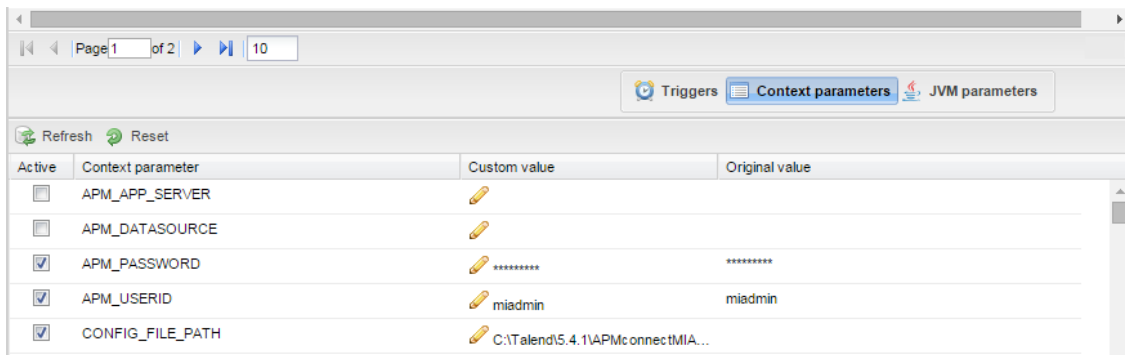 Page 1 of 2 10
Triggers Context parameters JVM parameters
Refresh Reset
Active Context parameter Custom value Original value
APM_APP_SERVER
APM_DATASOURCE
APM_PASSWORD ********* *********
APM_USERID miadmin miadmin
CONFIG_FILE_PATH C:\Talend\5.4.1\APMconnectMIA...